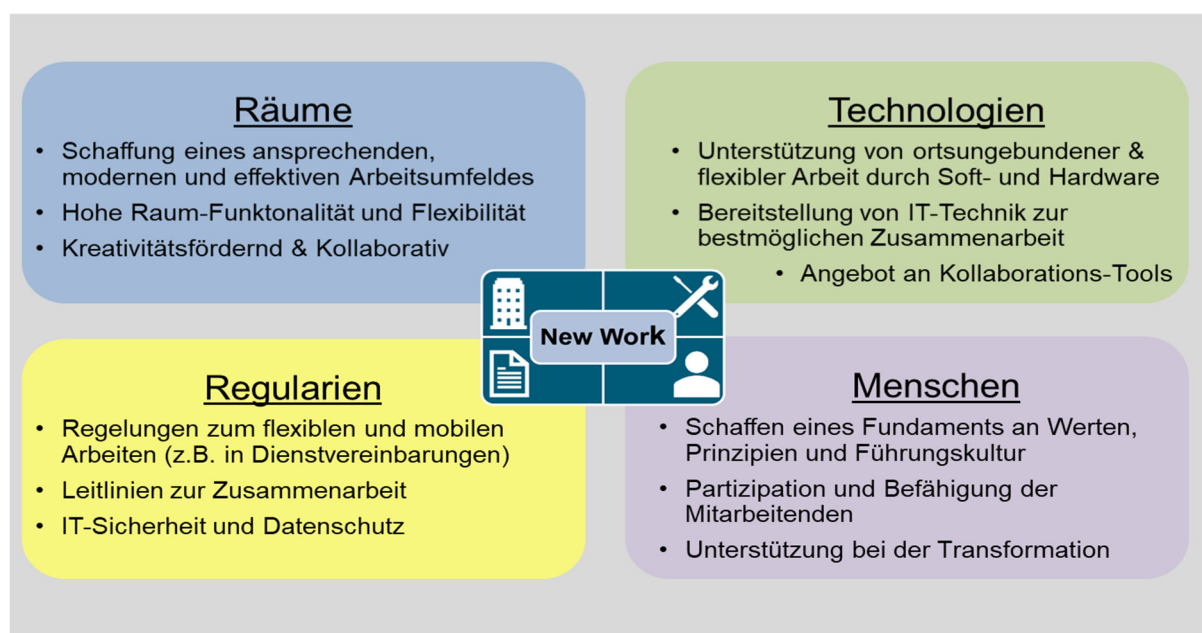 Räume
• Schaffung eines ansprechenden,
modernen und effektiven Arbeitsumfeldes
• Hohe Raum-Funktonalität und Flexibilität
• Kreativitätsfördernd & Kollaborativ
Technologien
• Unterstützung von ortsungebundener &
flexibler Arbeit durch Soft- und Hardware
• Bereitstellung von IT-Technik zur
bestmöglichen Zusammenarbeit
• Angebot an Kollaborations-Tools
New Work
Regularien
• Regelungen zum flexiblen und mobilen
Arbeiten (z.B. in Dienstvereinbarungen)
• Leitlinien zur Zusammenarbeit
• IT-Sicherheit und Datenschutz
Menschen
• Schaffen eines Fundaments an Werten,
Prinzipien und Führungskultur
• Partizipation und Befähigung der
Mitarbeitenden
• Unterstützung bei der Transformation